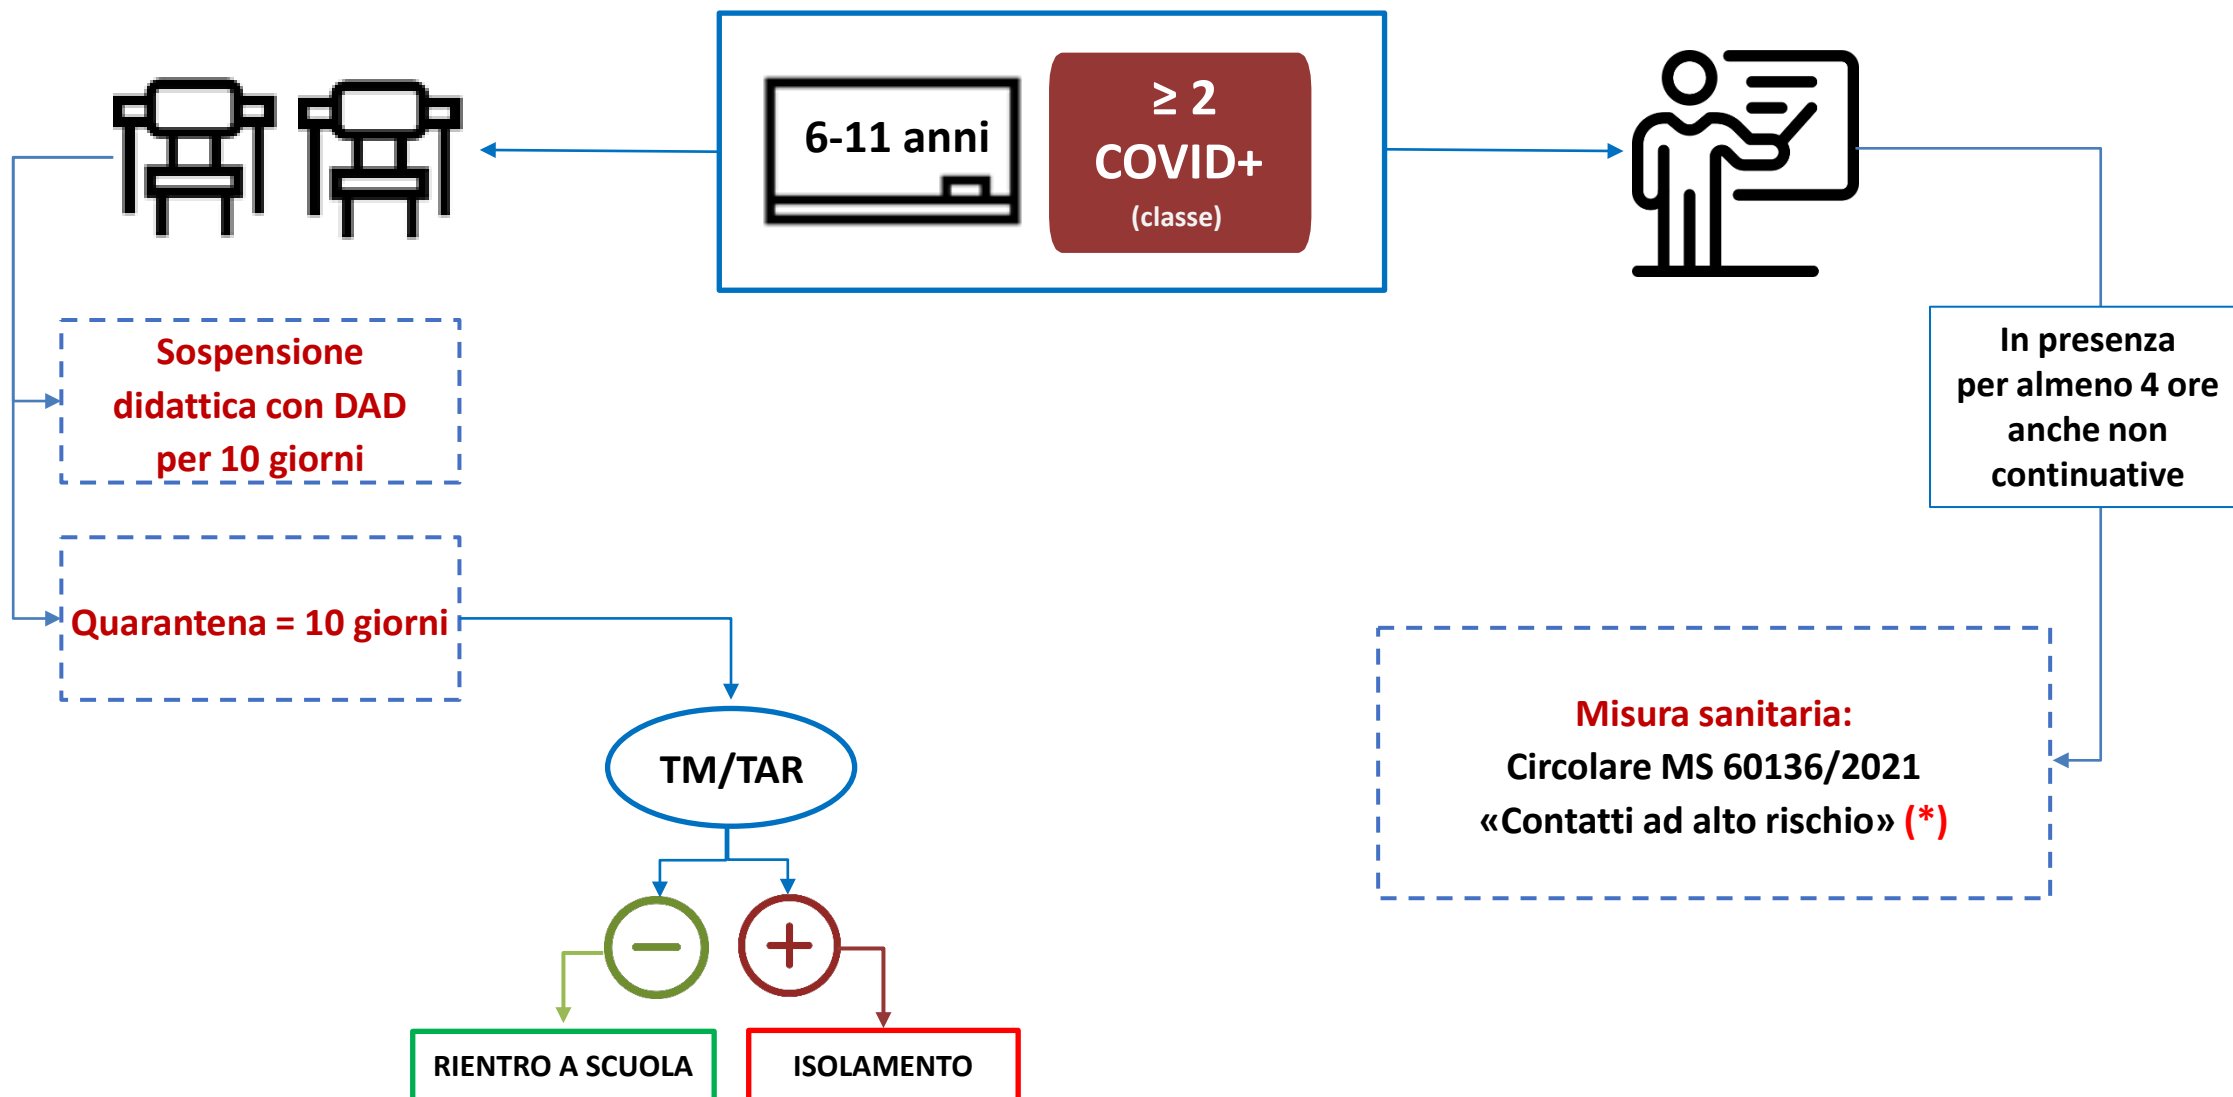 6-11 anni
≥ 2
COVID+
(classe)
Sospensione
didattica con DAD
per 10 giorni
In presenza
per almeno 4 ore
anche non
continuative
Quarantena = 10 giorni
Misura sanitaria:
Circolare MS 60136/2021
«Contatti ad alto rischio» (*)
TM/TAR
RIENTRO A SCUOLA
ISOLAMENTO